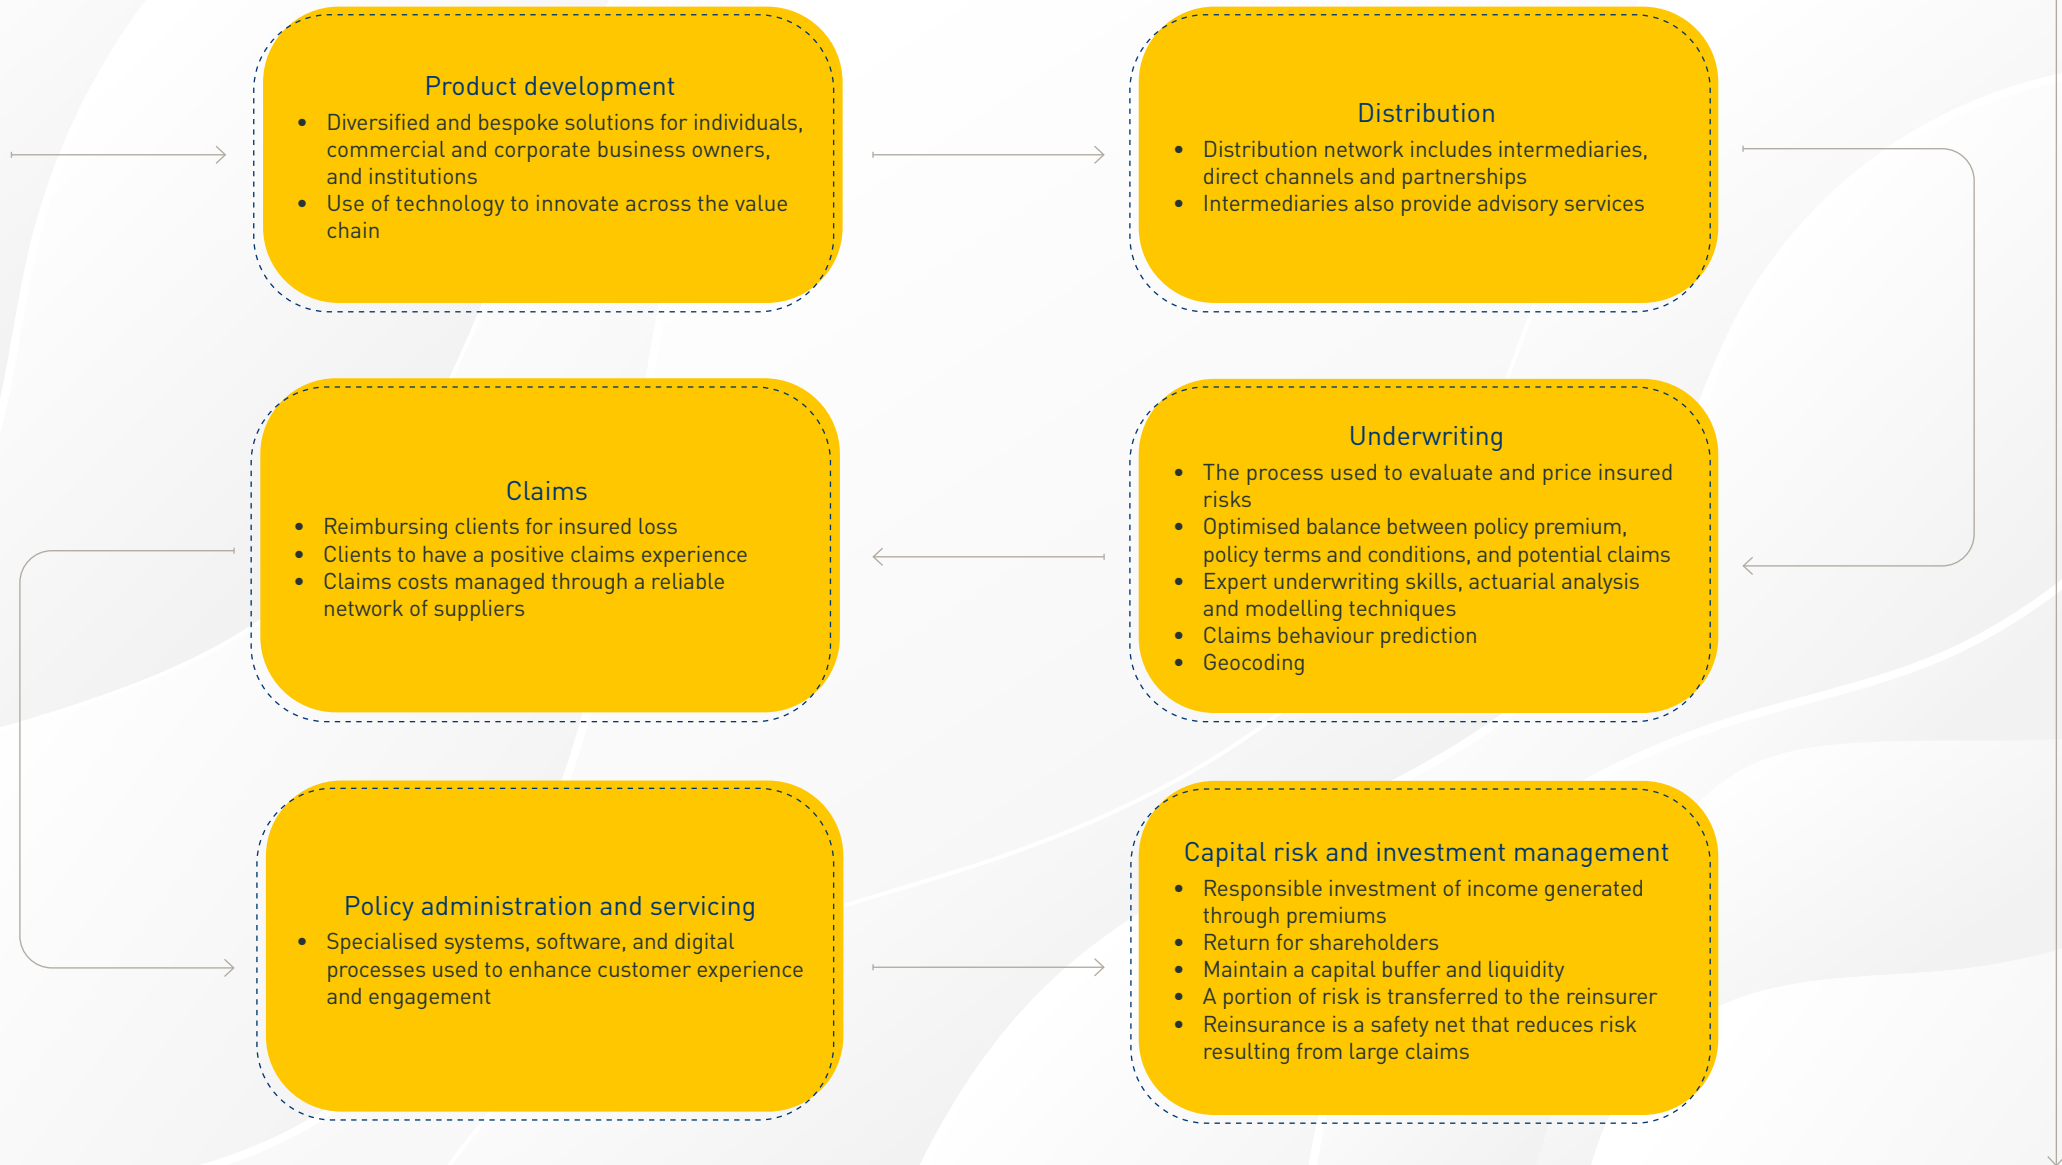 Product development
• Diversified and bespoke solutions for individuals,
commercial and corporate business owners,
and institutions
• Use of technology to innovate across the value
chain
Distribution
• Distribution network includes intermediaries,
direct channels and partnerships
• Intermediaries also provide advisory services
Underwriting
• The process used to evaluate and price insured
risks
• Optimised balance between policy premium,
policy terms and conditions, and potential claims
• Expert underwriting skills, actuarial analysis
and modelling techniques
• Claims behaviour prediction
• Geocoding
Claims
• Reimbursing clients for insured loss
• Clients to have a positive claims experience
• Claims costs managed through a reliable
network of suppliers
Policy administration and servicing
• Specialised systems, software, and digital
processes used to enhance customer experience
and engagement
Capital risk and investment management
• Responsible investment of income generated
through premiums
• Return for shareholders
• Maintain a capital buffer and liquidity
• A portion of risk is transferred to the reinsurer
• Reinsurance is a safety net that reduces risk
resulting from large claims